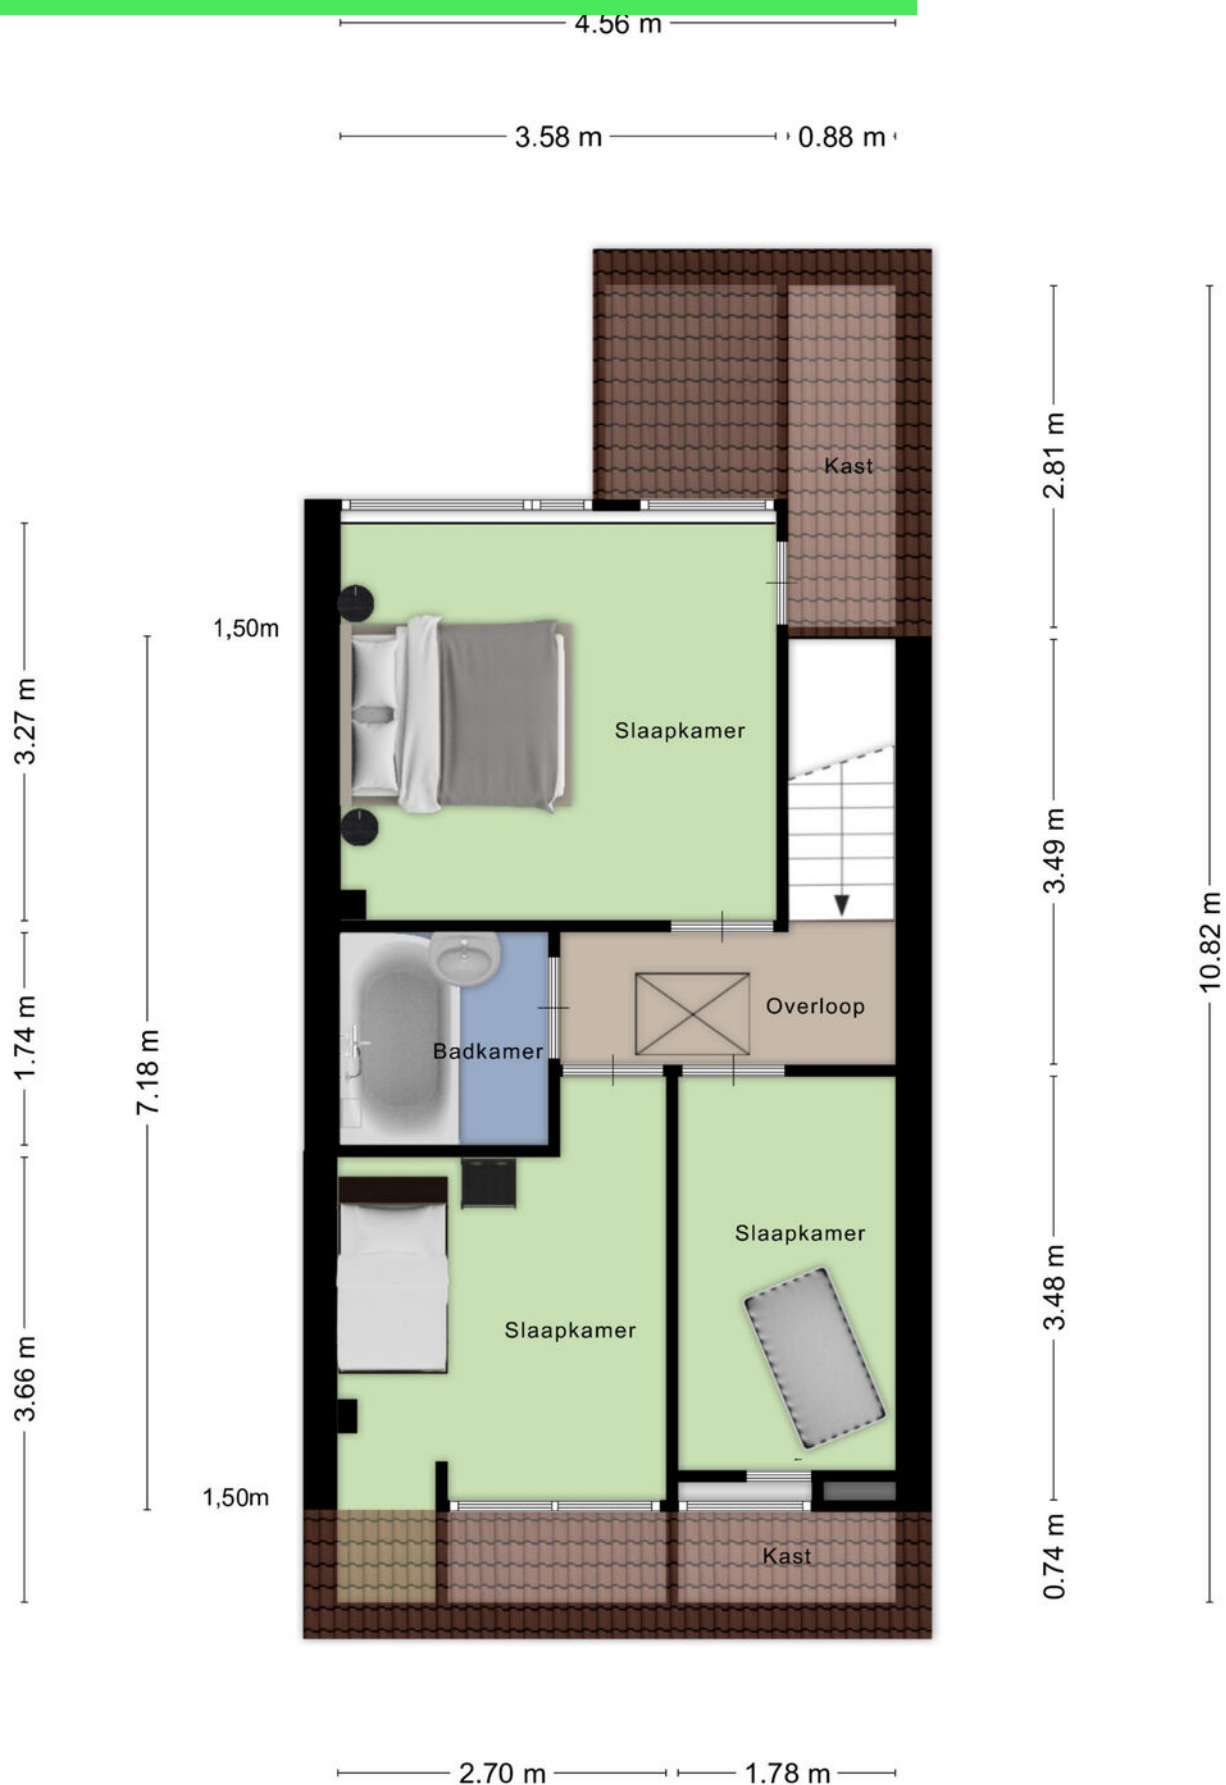 4.56 m
3.58 m
0.88 m
Kast
2.81 m
1,50m
3.27 m
Slaapkamer
3.49 m
10.82 m
Overloop
1.74 m
Badkamer
7.18 m
Slaapkamer
3.48 m
Slaapkamer
3.66 m
1,50m
Kast
0.74 m
2.70 m
1.78 m